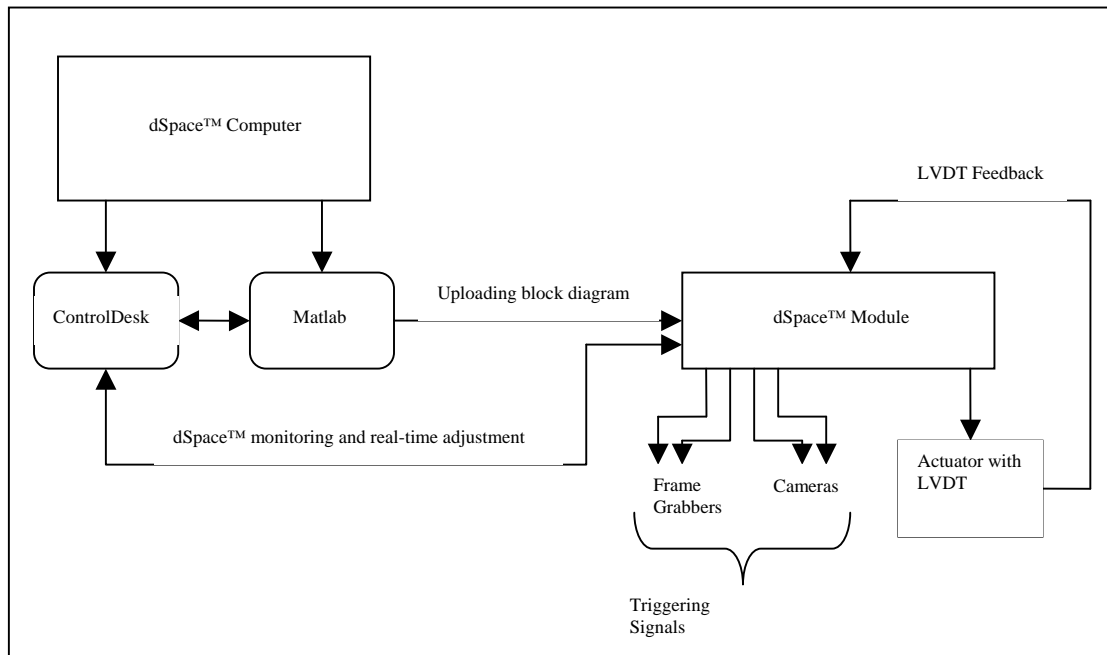 dSpace™ Computer
LVDT Feedback
ControlDesk
Matlab
Uploading block diagram
dSpace™ Module
dSpace™ monitoring and real-time adjustment
Frame
Grabbers
Cameras
Actuator with
LVDT
Triggering
Signals